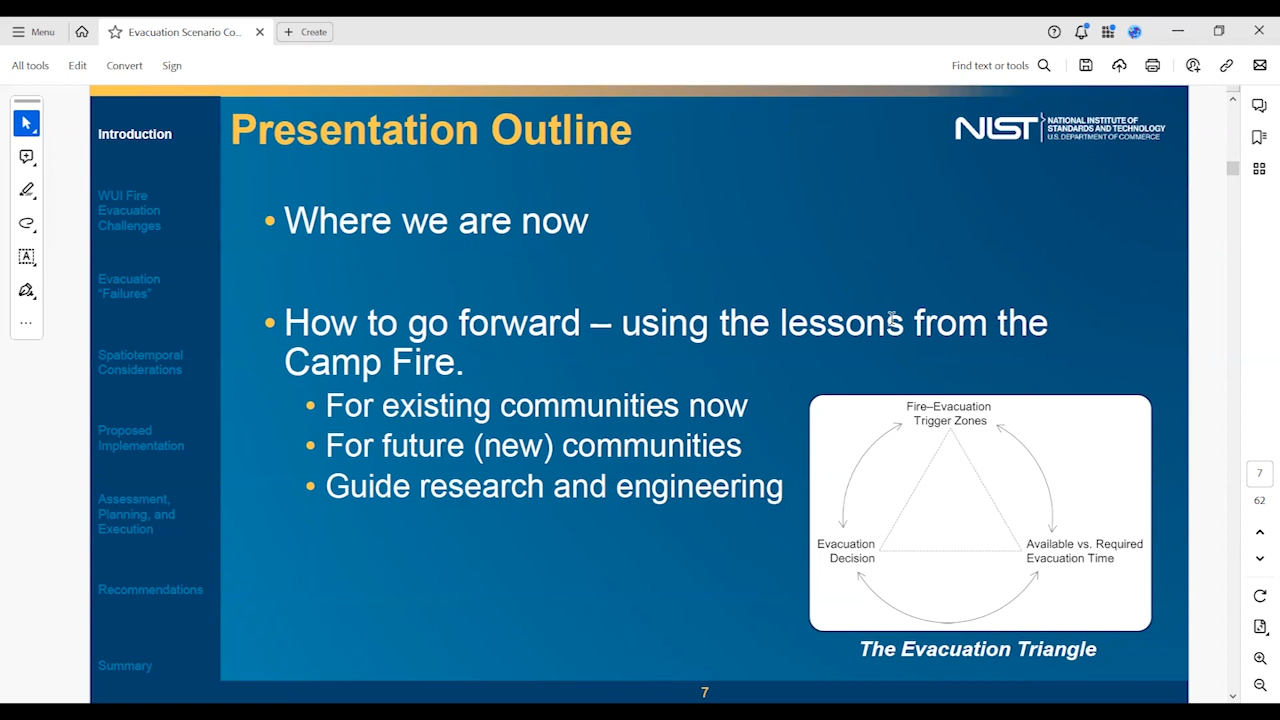 Menu
Evacuation Scenario Co...
Create
All tools
Edit
Convert
Sign
Find text or tools
Introduction
WUI Fire
Evacuation
Challenges
Evacuation
“Failures”
Spatiotemporal
Considerations
Proposed
Implementation
Assessment,
Planning, and
Execution
Recommendations
Summary
Presentation Outline
NIST
NATIONAL INSTITUTE OF
STANDARDS AND TECHNOLOGY
U.S. DEPARTMENT OF COMMERCE
• Where we are now
• How to go forward – using the lessons from the
Camp Fire.
• For existing communities now
• For future (new) communities
• Guide research and engineering
Fire–Evacuation
Trigger Zones
Evacuation
Decision
Available vs. Required
Evacuation Time
The Evacuation Triangle
7
7
62